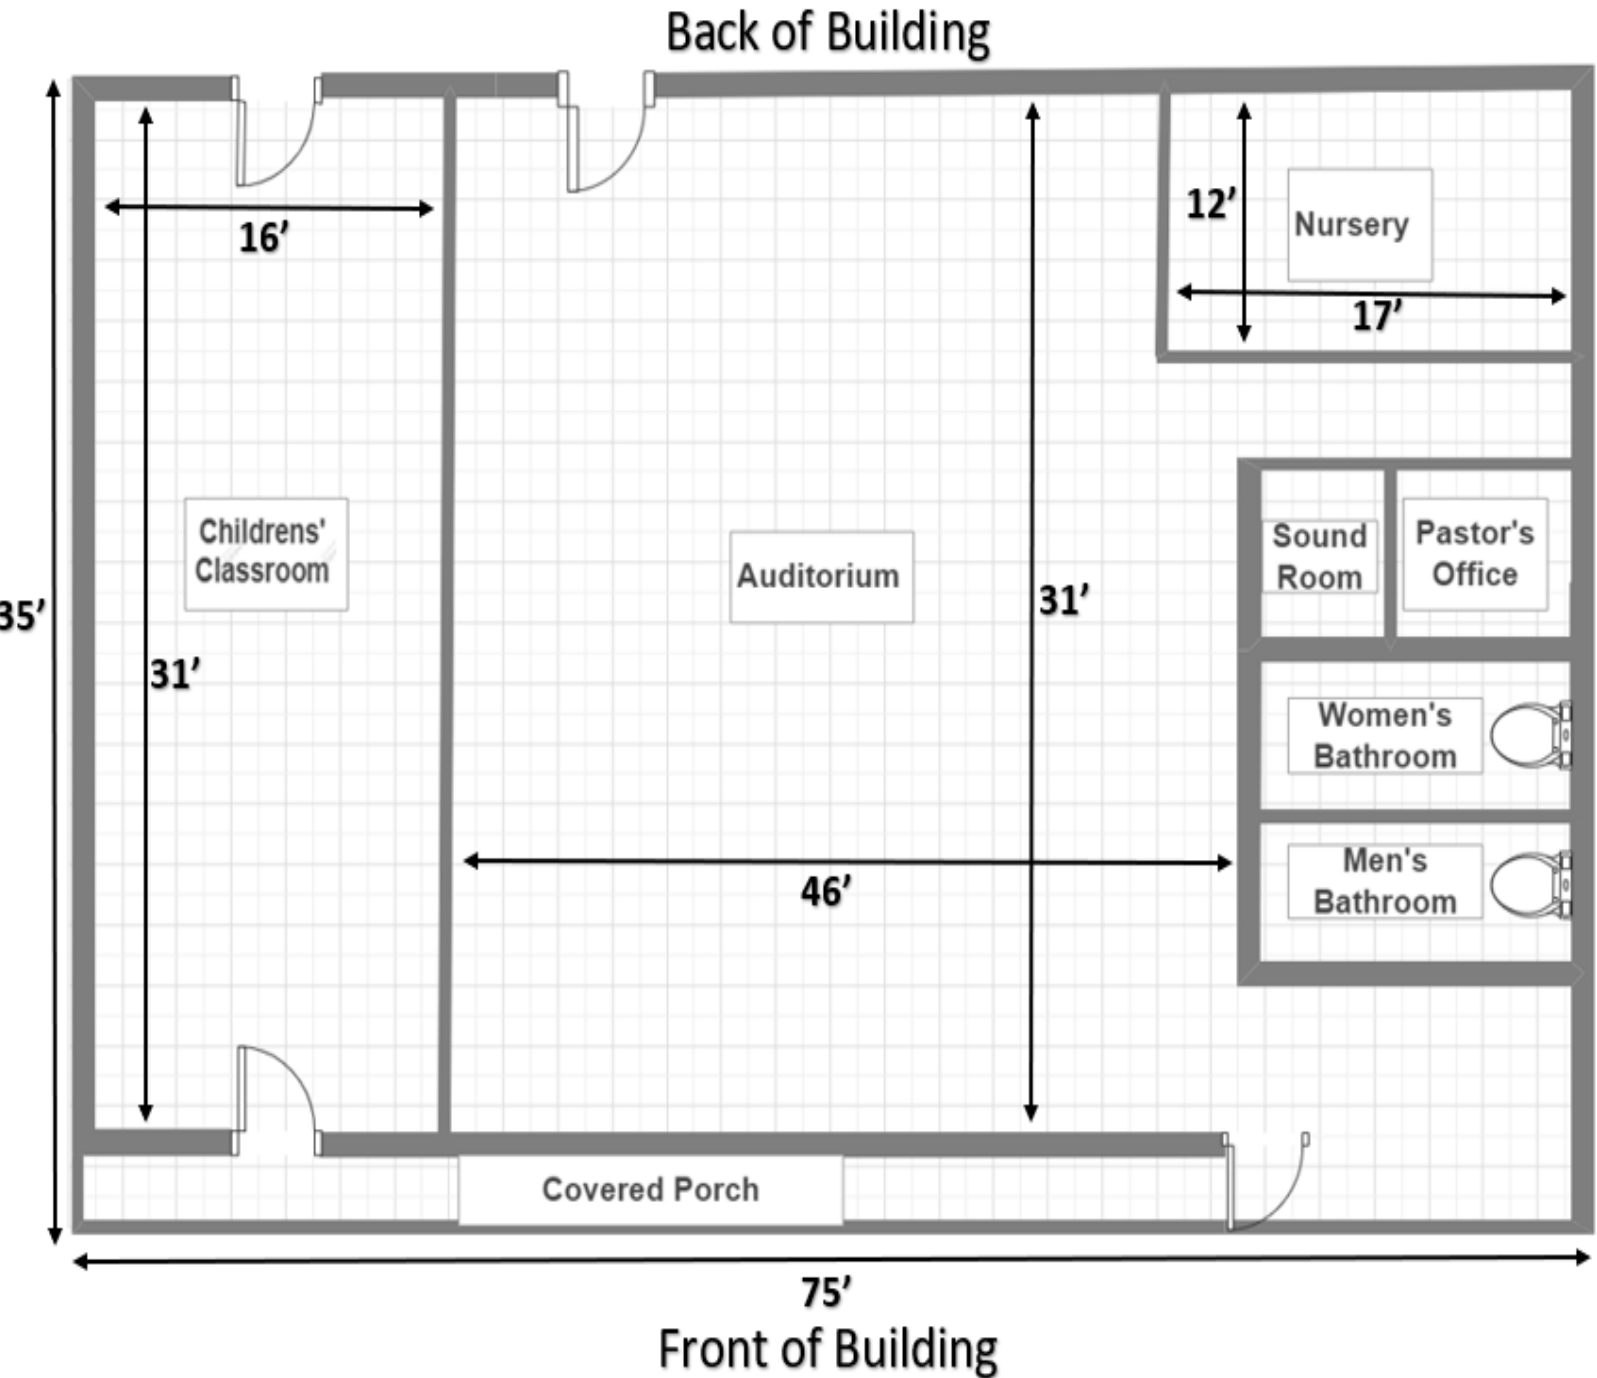 Back of Building
12’
Nursery
16’
17’
Childrens'
Classroom
Auditorium
Sound
Room
Pastor's
Office
35’
31’
31’
Women's
Bathroom
46’
Men's
Bathroom
Covered Porch
75’
Front of Building